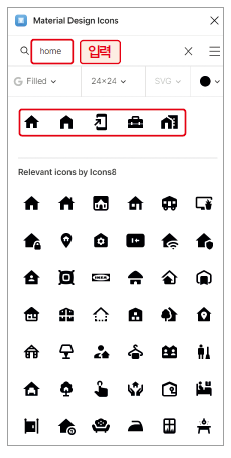 Material Design Icons
home 입력
Filled 24×24 SVG
Relevant icons by Icons8
IKEA